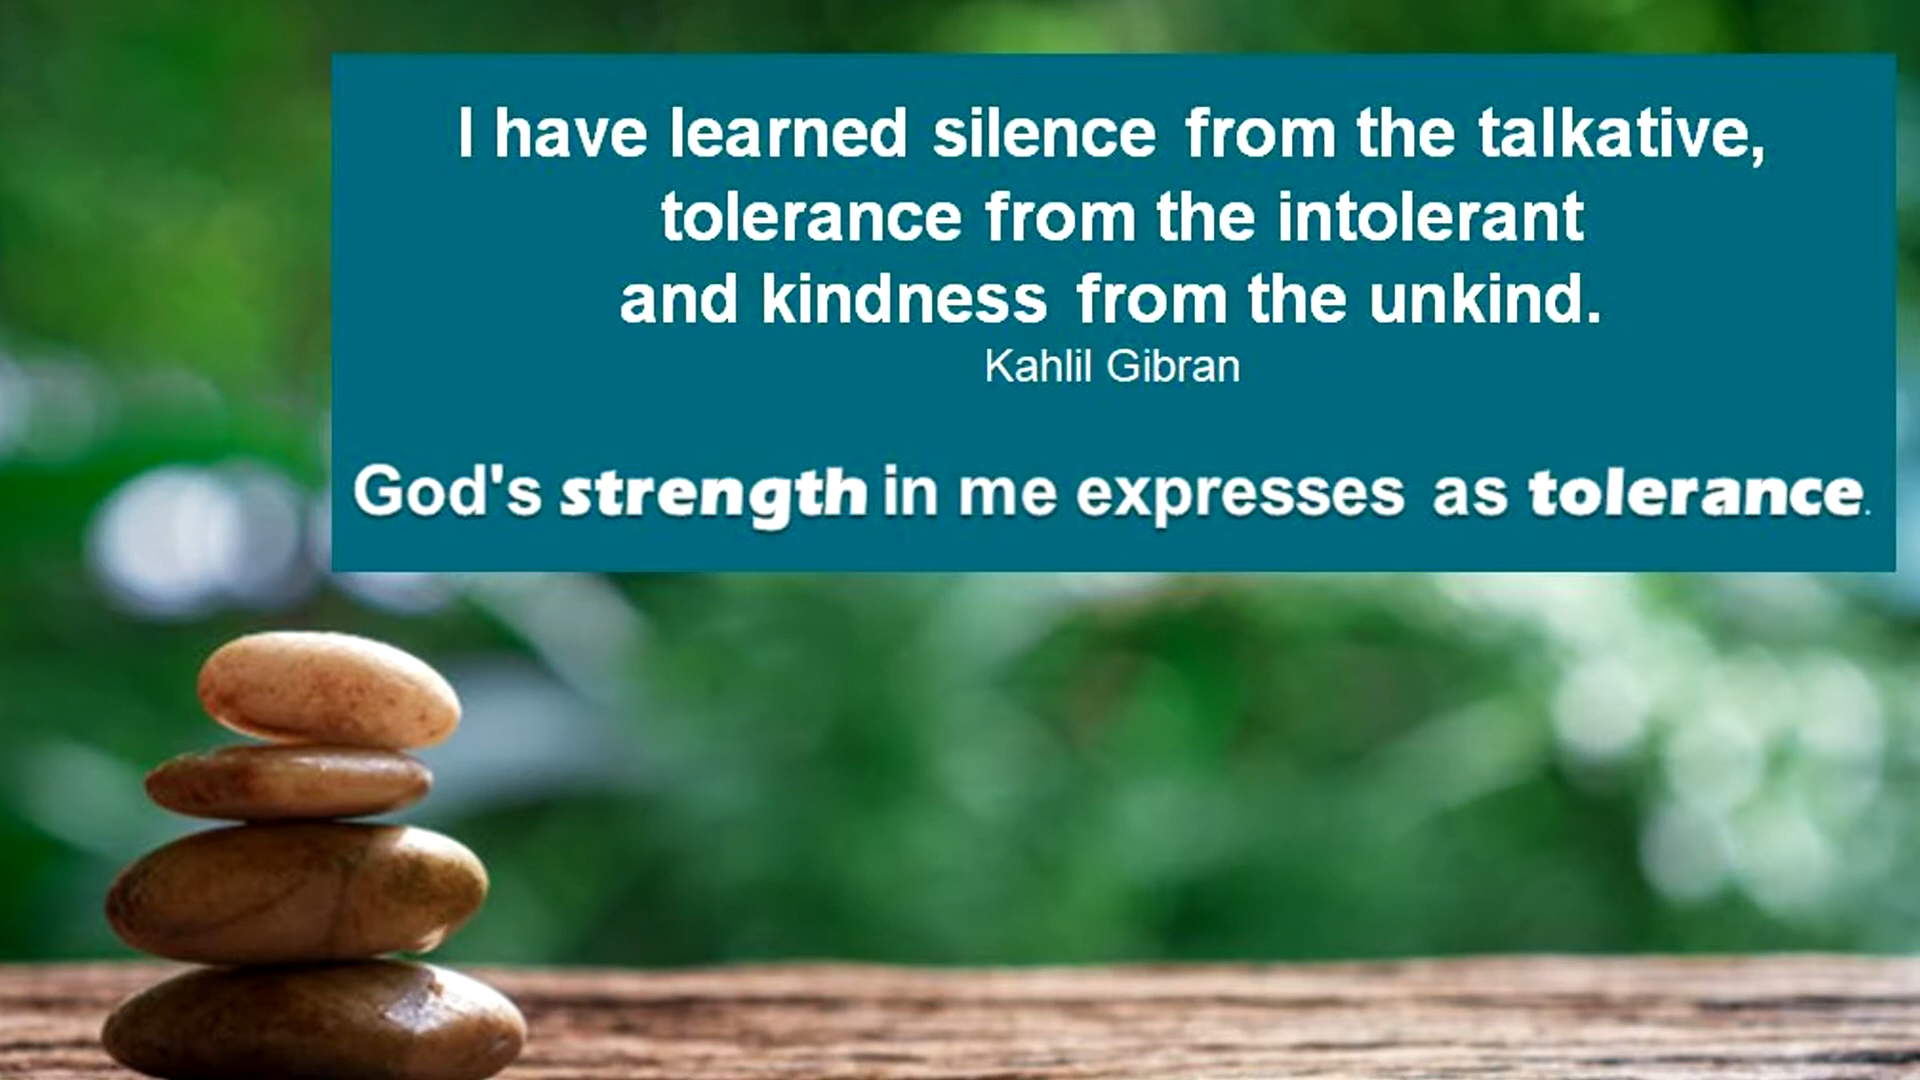 I have learned silence from the talkative,
tolerance from the intolerant
and kindness from the unkind.
Kahlil Gibran
God's strength in me expresses as tolerance.